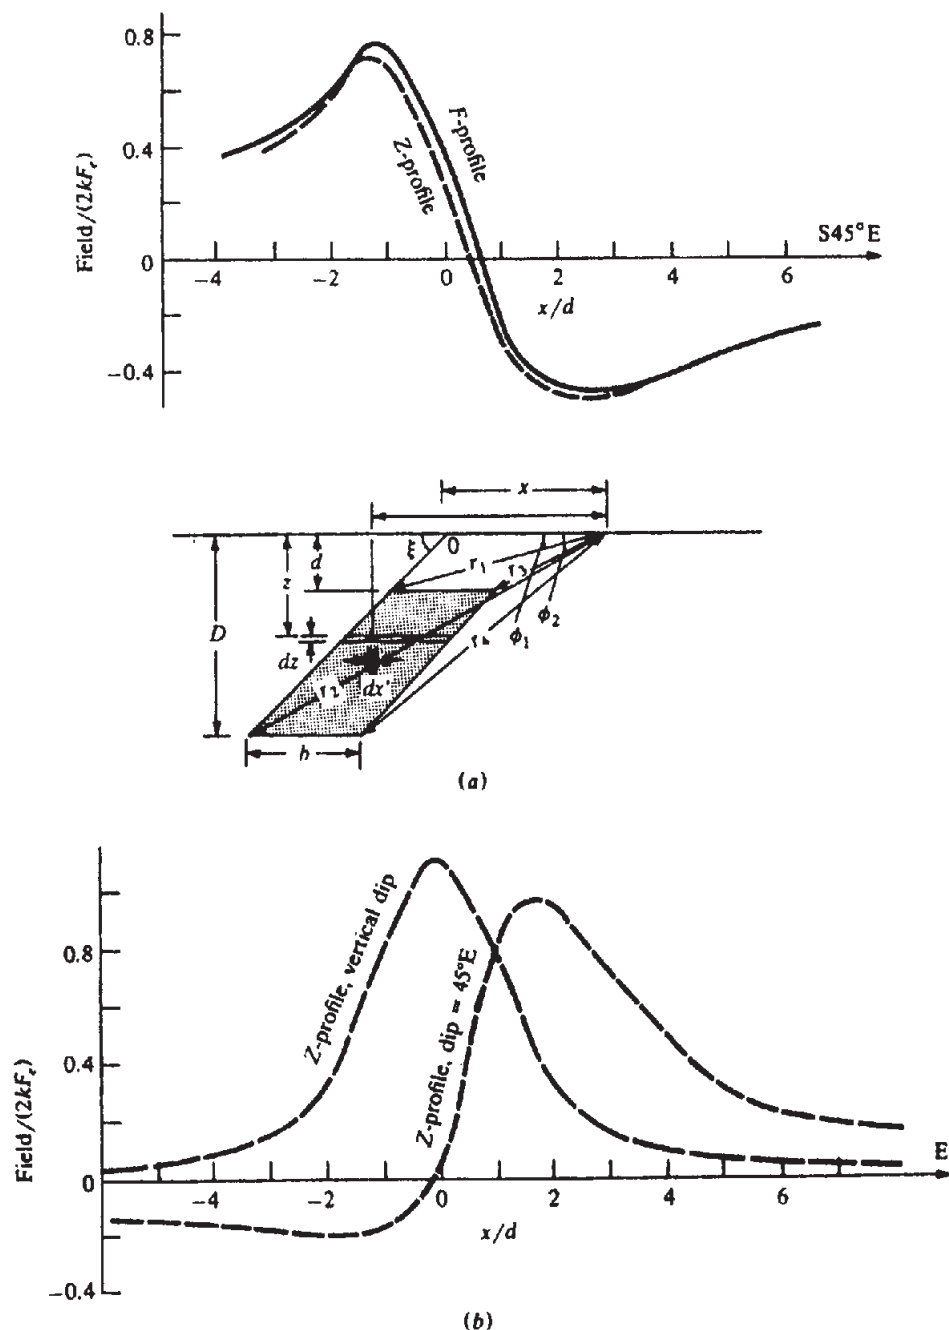 0.8
0.4
0
−0.4
Field/(2kFₑ)
F-profile
Z-profile
S45°E
−4
−2
0
2
4
6
x/d
x
ξ
0
d
z
D
dz
r₁
r₃
r₄
r₂
dx'
ϕ₁
ϕ₂
b
(a)
0.8
0.4
0
−0.4
Field/(2kFₑ)
Z-profile, vertical dip
Z-profile, dip = 45°E
E
−4
−2
0
2
4
6
x/d
(b)